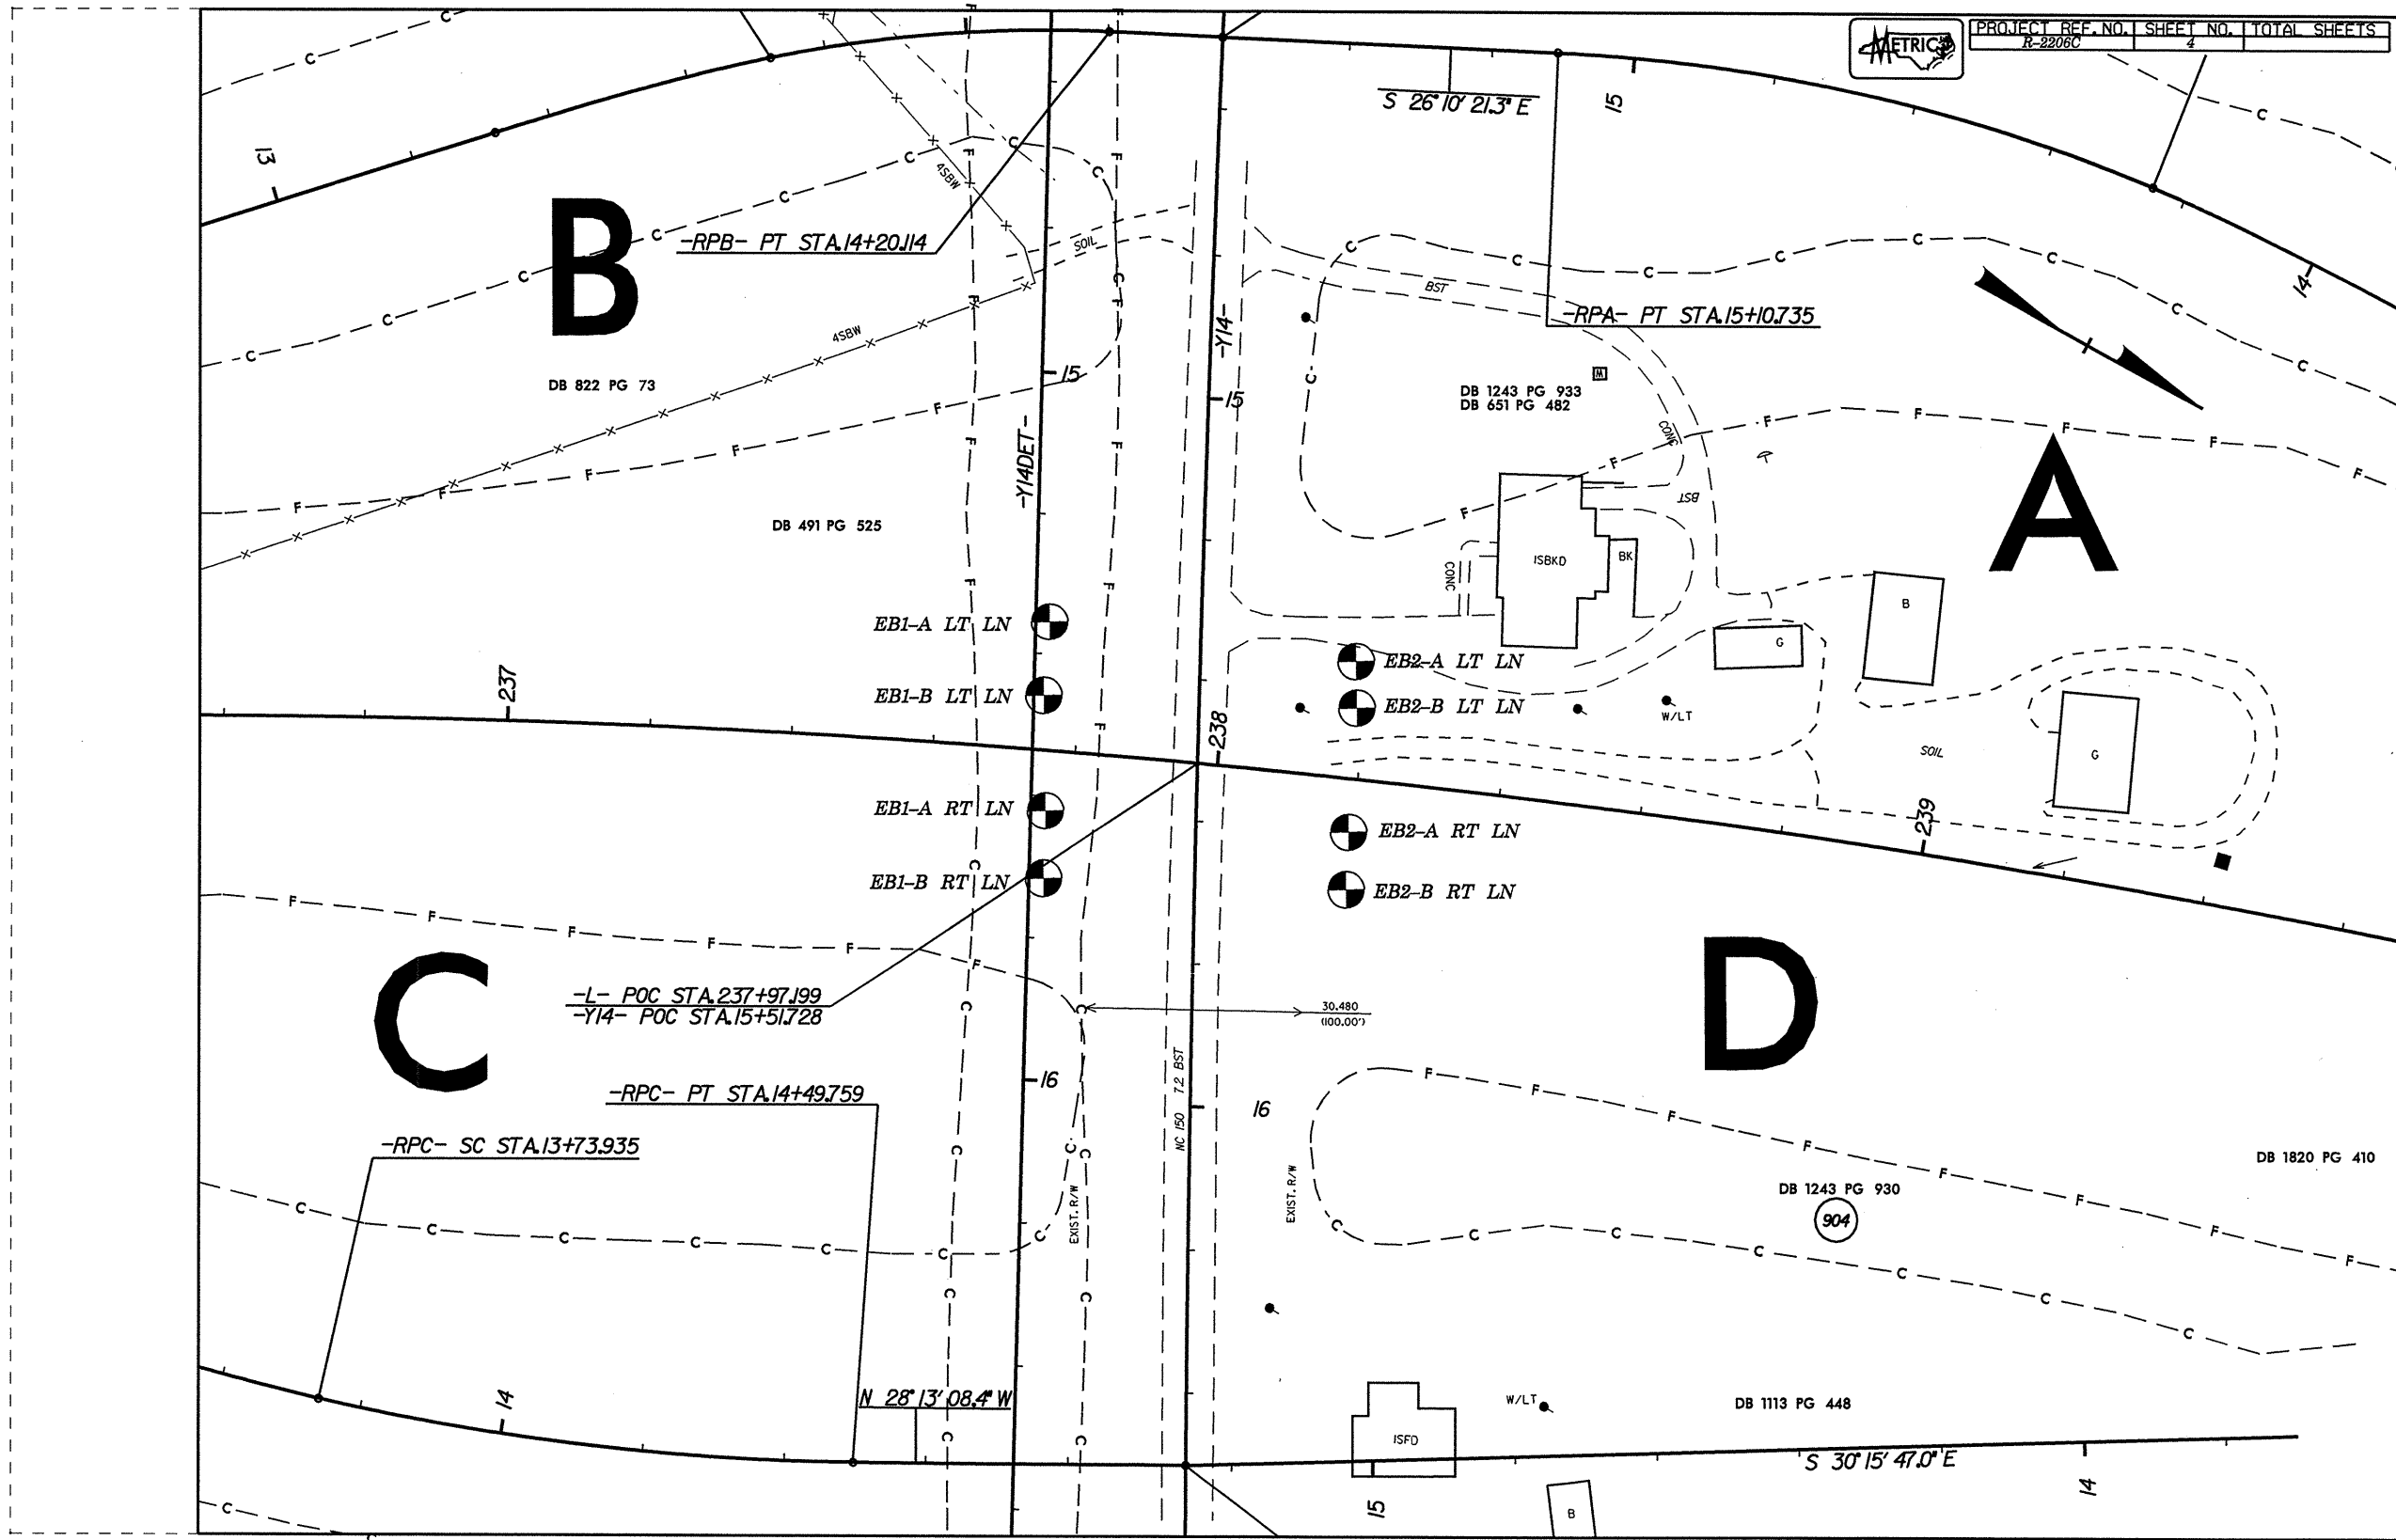 METRIC
PROJECT REF. NO. SHEET NO. TOTAL SHEETS
R-2206C 4
S 26°10' 21.3" E
15
13
14
4SBW
B
-RPB- PT STA.14+20.114
SOIL
BST
-Y14-
-RPA- PT STA.15+10.735
4SBW
DB 822 PG 73
15
15
DB 1243 PG 933
DB 651 PG 482
M
CONC
A
-Y14DET-
BST
DB 491 PG 525
CONC
1SBKD
BK
B
G
EB1-A LT LN
EB2-A LT LN
EB1-B LT LN
EB2-B LT LN
W/LT
237
238
SOIL
G
EB1-A RT LN
EB2-A RT LN
239
EB1-B RT LN
EB2-B RT LN
C
D
-L- POC STA.237+97.199
-Y14- POC STA.15+51.728
30.480
(100.00')
NC 150 7.2 BST
16
16
-RPC- PT STA.14+49.759
-RPC- SC STA.13+73.935
EXIST. R/W
EXIST. R/W
DB 1820 PG 410
DB 1243 PG 930
904
14
N 28°13' 08.4" W
W/LT
DB 1113 PG 448
1SFD
S 30°15' 47.0" E
15
14
B